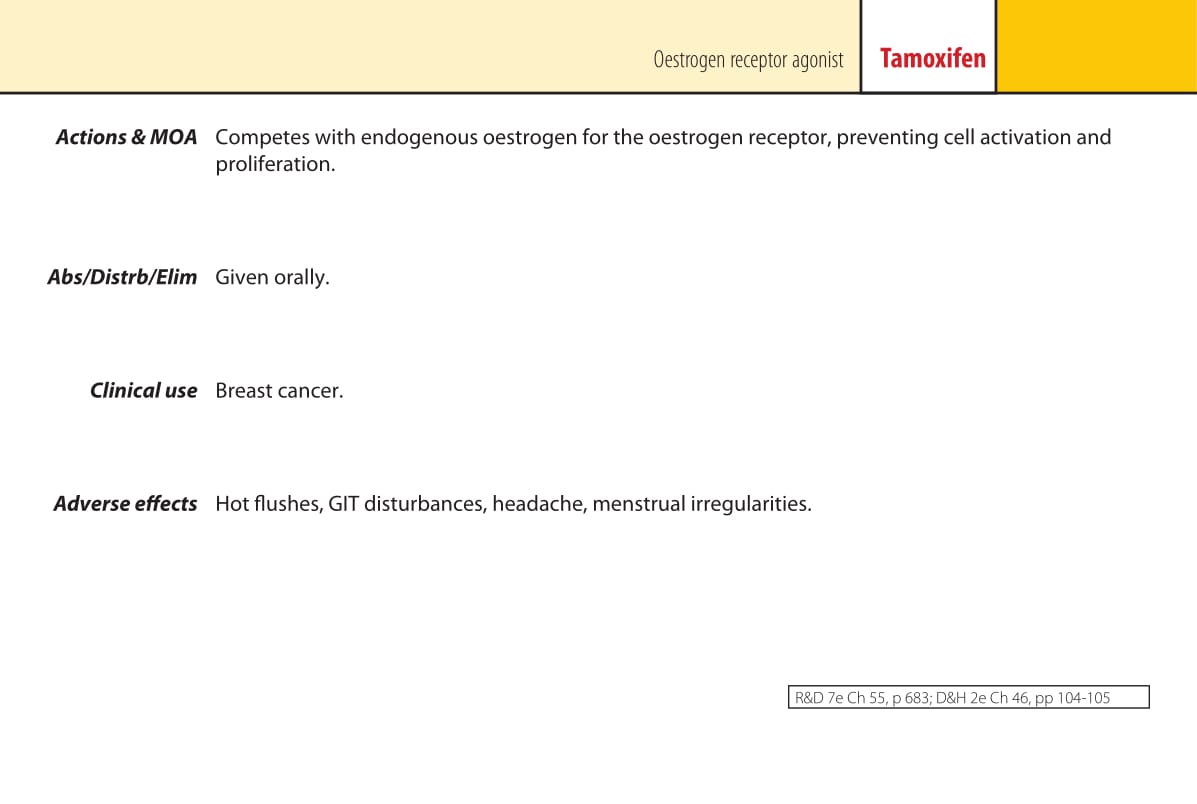 Oestrogen receptor agonist Tamoxifen
Actions & MOA Competes with endogenous oestrogen for the oestrogen receptor, preventing cell activation and
proliferation.
Abs/Distrb/Elim Given orally.
Clinical use Breast cancer.
Adverse effects Hot flushes, GIT disturbances, headache, menstrual irregularities.
R&D 7e Ch 55, p 683; D&H 2e Ch 46, pp 104-105